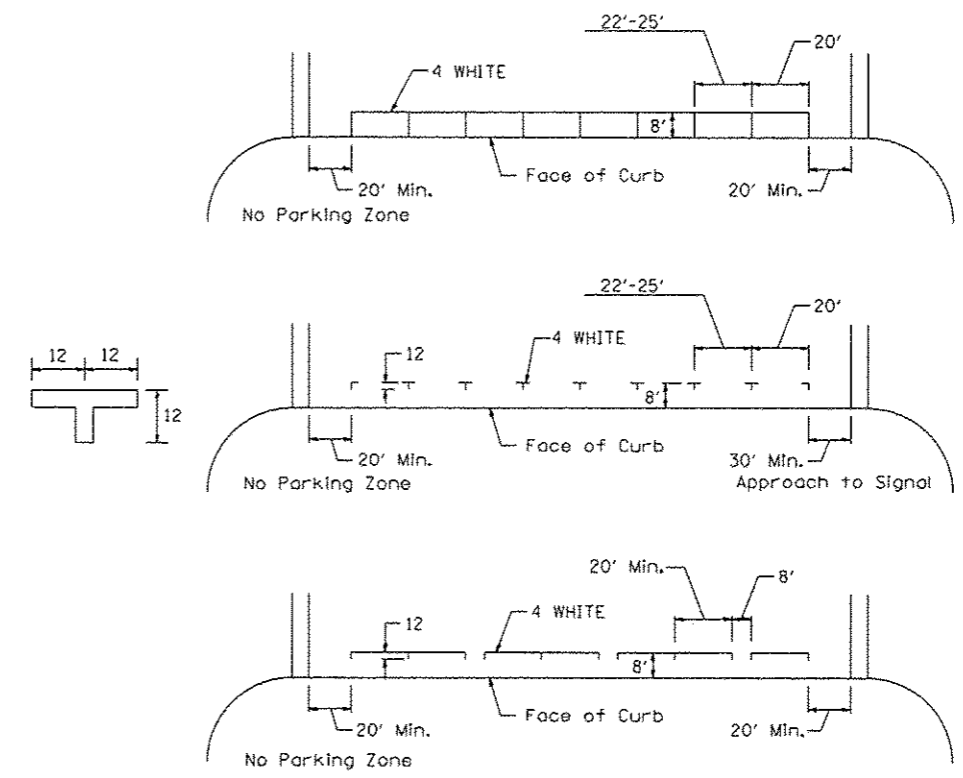 22'-25'
20'
4 WHITE
8'
Face of Curb
20' Min.
20' Min.
No Parking Zone
22'-25'
20'
12
4 WHITE
12 12
12
8'
Face of Curb
20' Min.
30' Min.
No Parking Zone
Approach to Signal
20' Min.
8'
12
4 WHITE
8'
Face of Curb
20' Min.
20' Min.
No Parking Zone